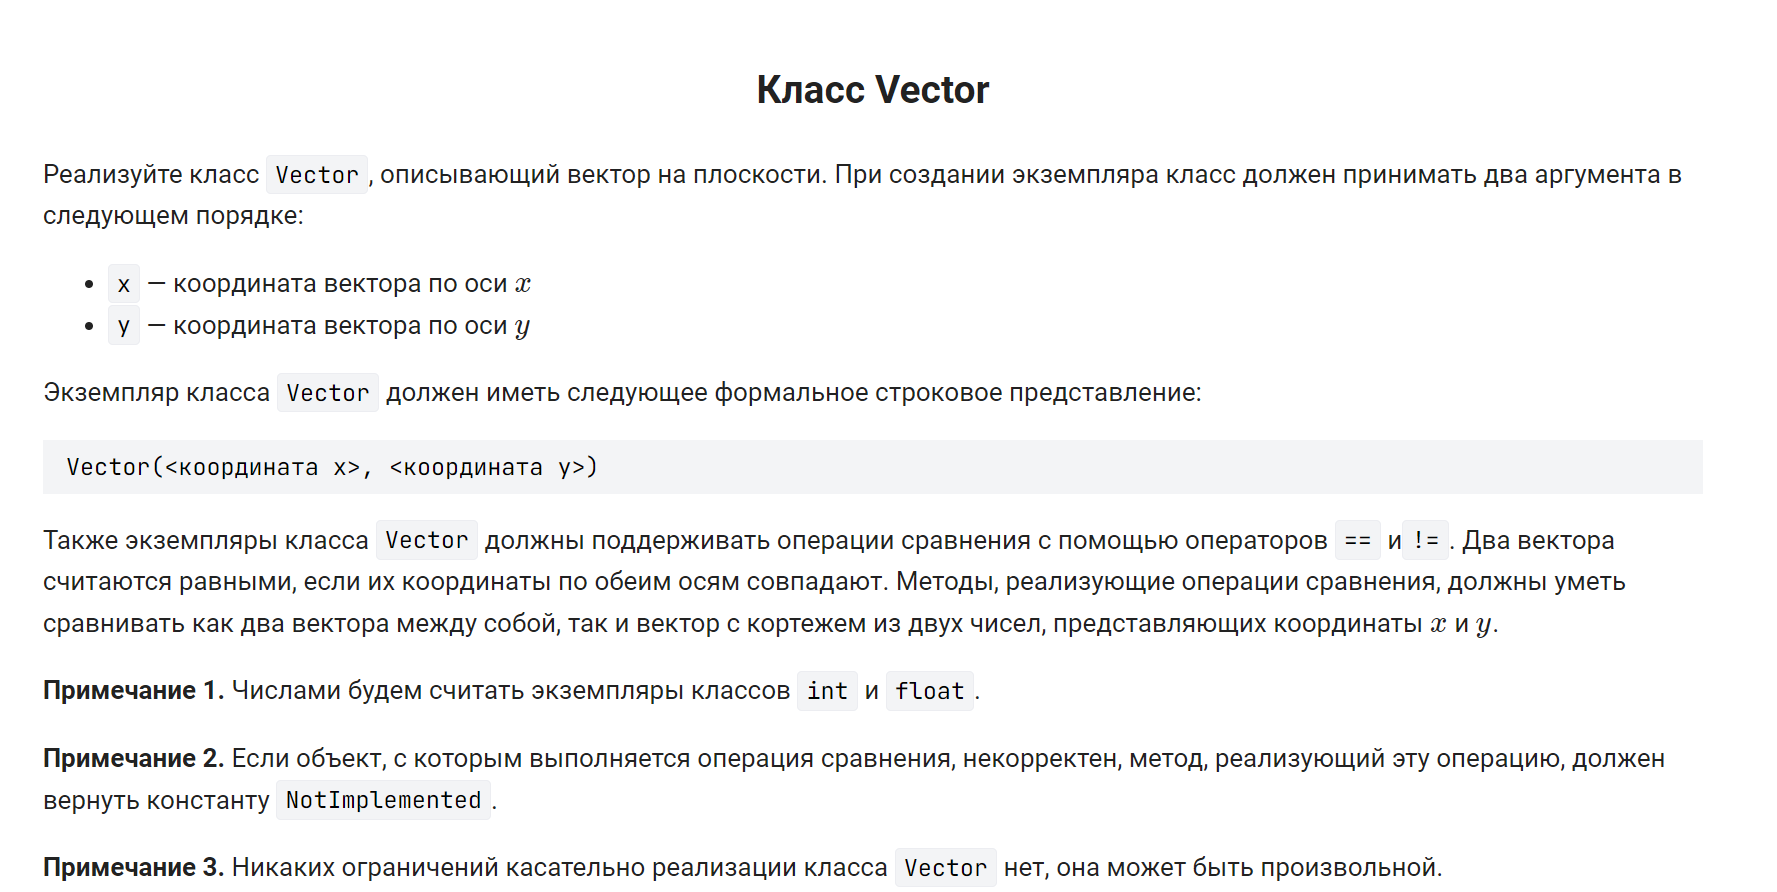 Класс Vector
Реализуйте класс Vector, описывающий вектор на плоскости. При создании экземпляра класс должен принимать два аргумента в
следующем порядке:
• x — координата вектора по оси x
• y — координата вектора по оси y
Экземпляр класса Vector должен иметь следующее формальное строковое представление:
Vector(<координата x>, <координата y>)
Также экземпляры класса Vector должны поддерживать операции сравнения с помощью операторов == и !=. Два вектора
считаются равными, если их координаты по обеим осям совпадают. Методы, реализующие операции сравнения, должны уметь
сравнивать как два вектора между собой, так и вектор с кортежем из двух чисел, представляющих координаты x и y.
Примечание 1. Числами будем считать экземпляры классов int и float.
Примечание 2. Если объект, с которым выполняется операция сравнения, некорректен, метод, реализующий эту операцию, должен
вернуть константу NotImplemented.
Примечание 3. Никаких ограничений касательно реализации класса Vector нет, она может быть произвольной.